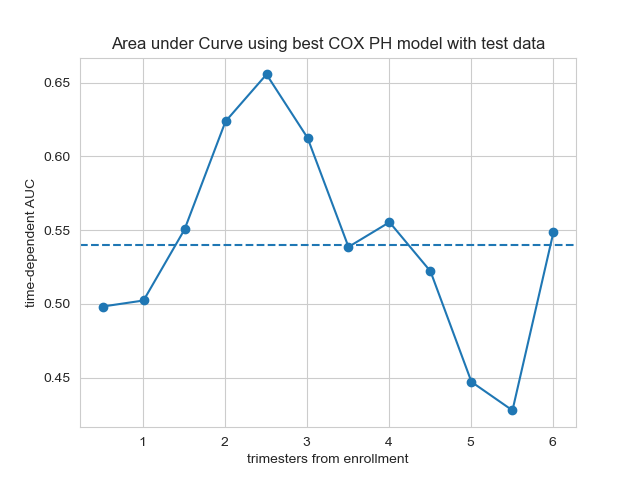 Area under Curve using best COX PH model with test data
time-dependent AUC
0.65
0.60
0.55
0.50
0.45
1 2 3 4 5 6
trimesters from enrollment